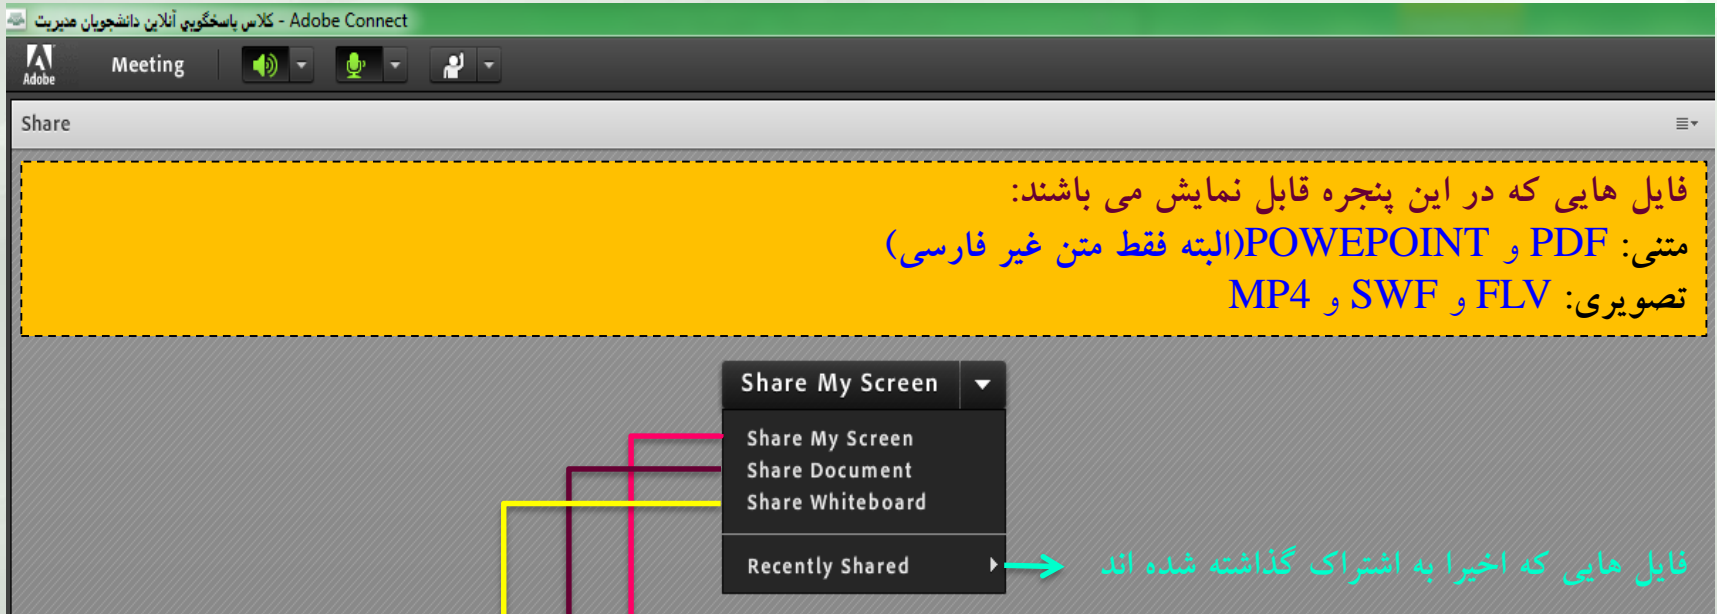 کلاس پاسخگویی آنلاین دانشجویان مدیریت - Adobe Connect
Adobe
Meeting
Share
فایل هایی که در این پنجره قابل نمایش می باشند:
متنی: PDF و POWEPOINT(البته فقط متن غیر فارسی)
تصویری: FLV و SWF و MP4
Share My Screen
Share My Screen
Share Document
Share Whiteboard
Recently Shared
فایل هایی که اخیرا به اشتراک گذاشته شده اند